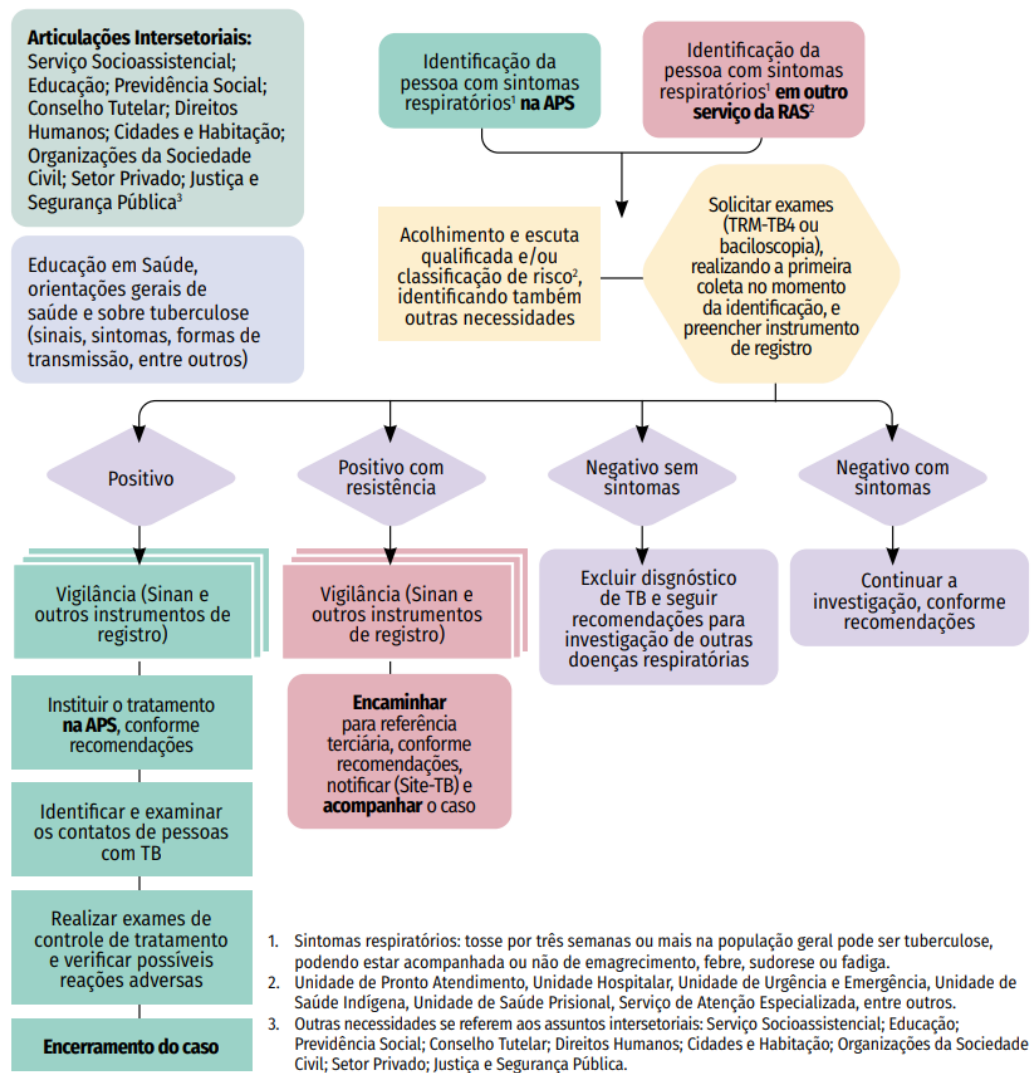 Articulações Intersetoriais:
Serviço Socioassistencial;
Educação; Previdência Social;
Conselho Tutelar; Direitos
Humanos; Cidades e Habitação;
Organizações da Sociedade
Civil; Setor Privado; Justiça e
Segurança Pública³
Educação em Saúde,
orientações gerais de
saúde e sobre tuberculose
(sinais, sintomas, formas de
transmissão, entre outros)
Identificação da
pessoa com sintomas
respiratórios¹ na APS
Identificação da
pessoa com sintomas
respiratórios¹ em outro
serviço da RAS²
Acolhimento e escuta
qualificada e/ou
classificação de risco²,
identificando também
outras necessidades
Solicitar exames
(TRM-TB4 ou
baciloscopia),
realizando a primeira
coleta no momento
da identificação, e
preencher instrumento
de registro
Positivo
Positivo com
resistência
Negativo sem
sintomas
Negativo com
sintomas
Vigilância (Sinan e
outros instrumentos de
registro)
Vigilância (Sinan e
outros instrumentos
de registro)
Excluir disgnóstico
de TB e seguir
recomendações para
investigação de outras
doenças respiratórias
Continuar a
investigação, conforme
recomendações
Instituir o tratamento
na APS, conforme
recomendações
Encaminhar
para referência
terciária, conforme
recomendações,
notificar (Site-TB) e
acompanhar o caso
Identificar e examinar
os contatos de pessoas
com TB
Realizar exames de
controle de tratamento
e verificar possíveis
reações adversas
Encerramento do caso
1. Sintomas respiratórios: tosse por três semanas ou mais na população geral pode ser tuberculose,
podendo estar acompanhada ou não de emagrecimento, febre, sudorese ou fadiga.
2. Unidade de Pronto Atendimento, Unidade Hospitalar, Unidade de Urgência e Emergência, Unidade de
Saúde Indígena, Unidade de Saúde Prisional, Serviço de Atenção Especializada, entre outros.
3. Outras necessidades se referem aos assuntos intersetoriais: Serviço Socioassistencial; Educação;
Previdência Social; Conselho Tutelar; Direitos Humanos; Cidades e Habitação; Organizações da Sociedade
Civil; Setor Privado; Justiça e Segurança Pública.